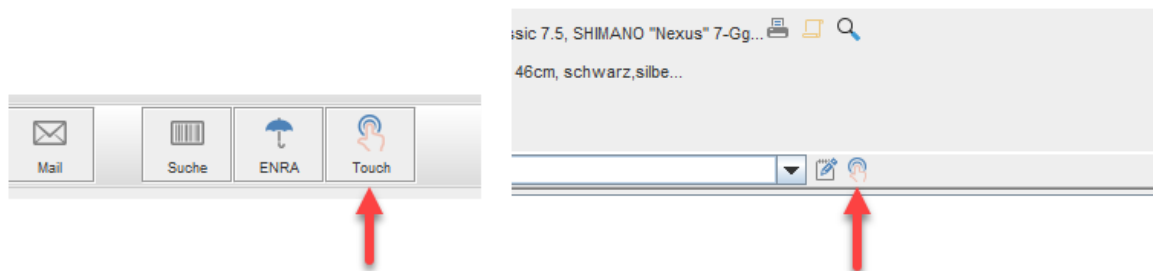 Mail
Suche
ENRA
Touch
ssic 7.5, SHIMANO "Nexus" 7-Gg...
46cm, schwarz,silbe...